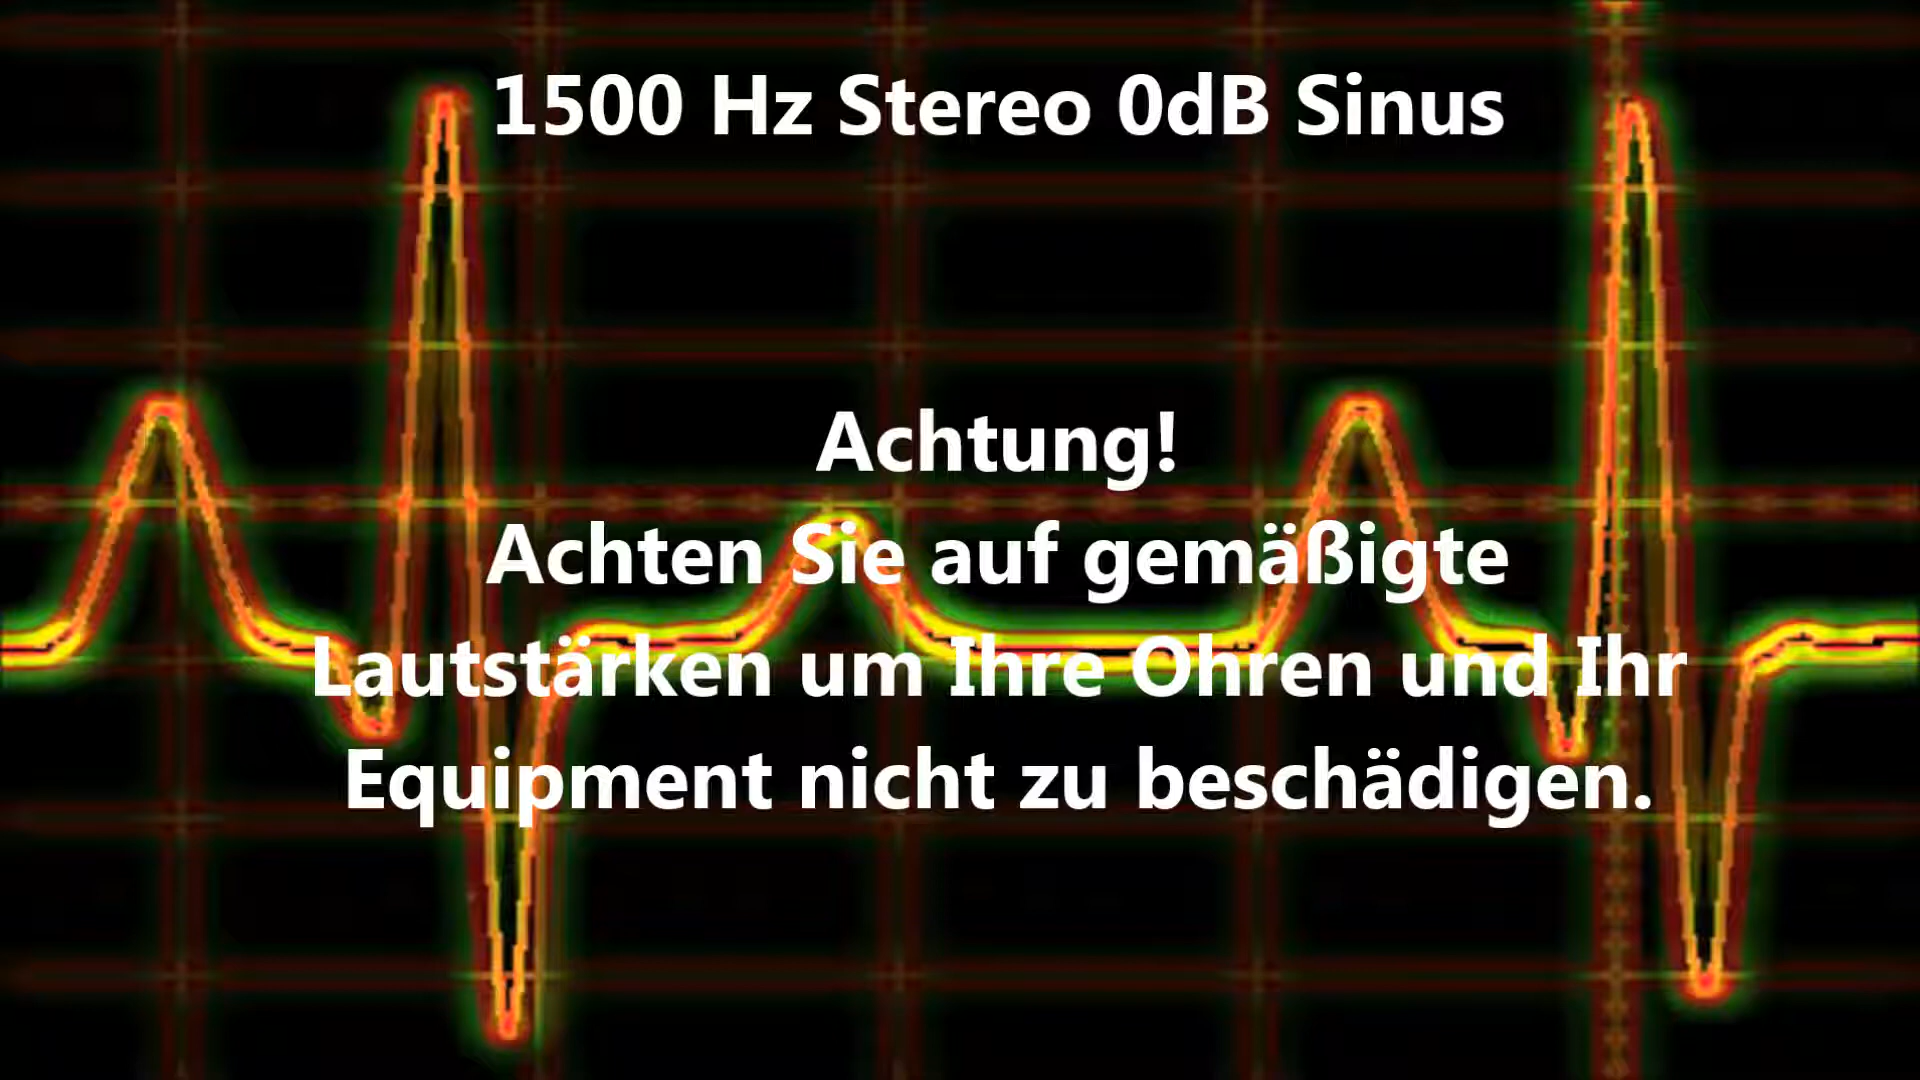 1500 Hz Stereo 0dB Sinus
Achtung!
Achten Sie auf gemäßigte
Lautstärken um Ihre Ohren und Ihr
Equipment nicht zu beschädigen.